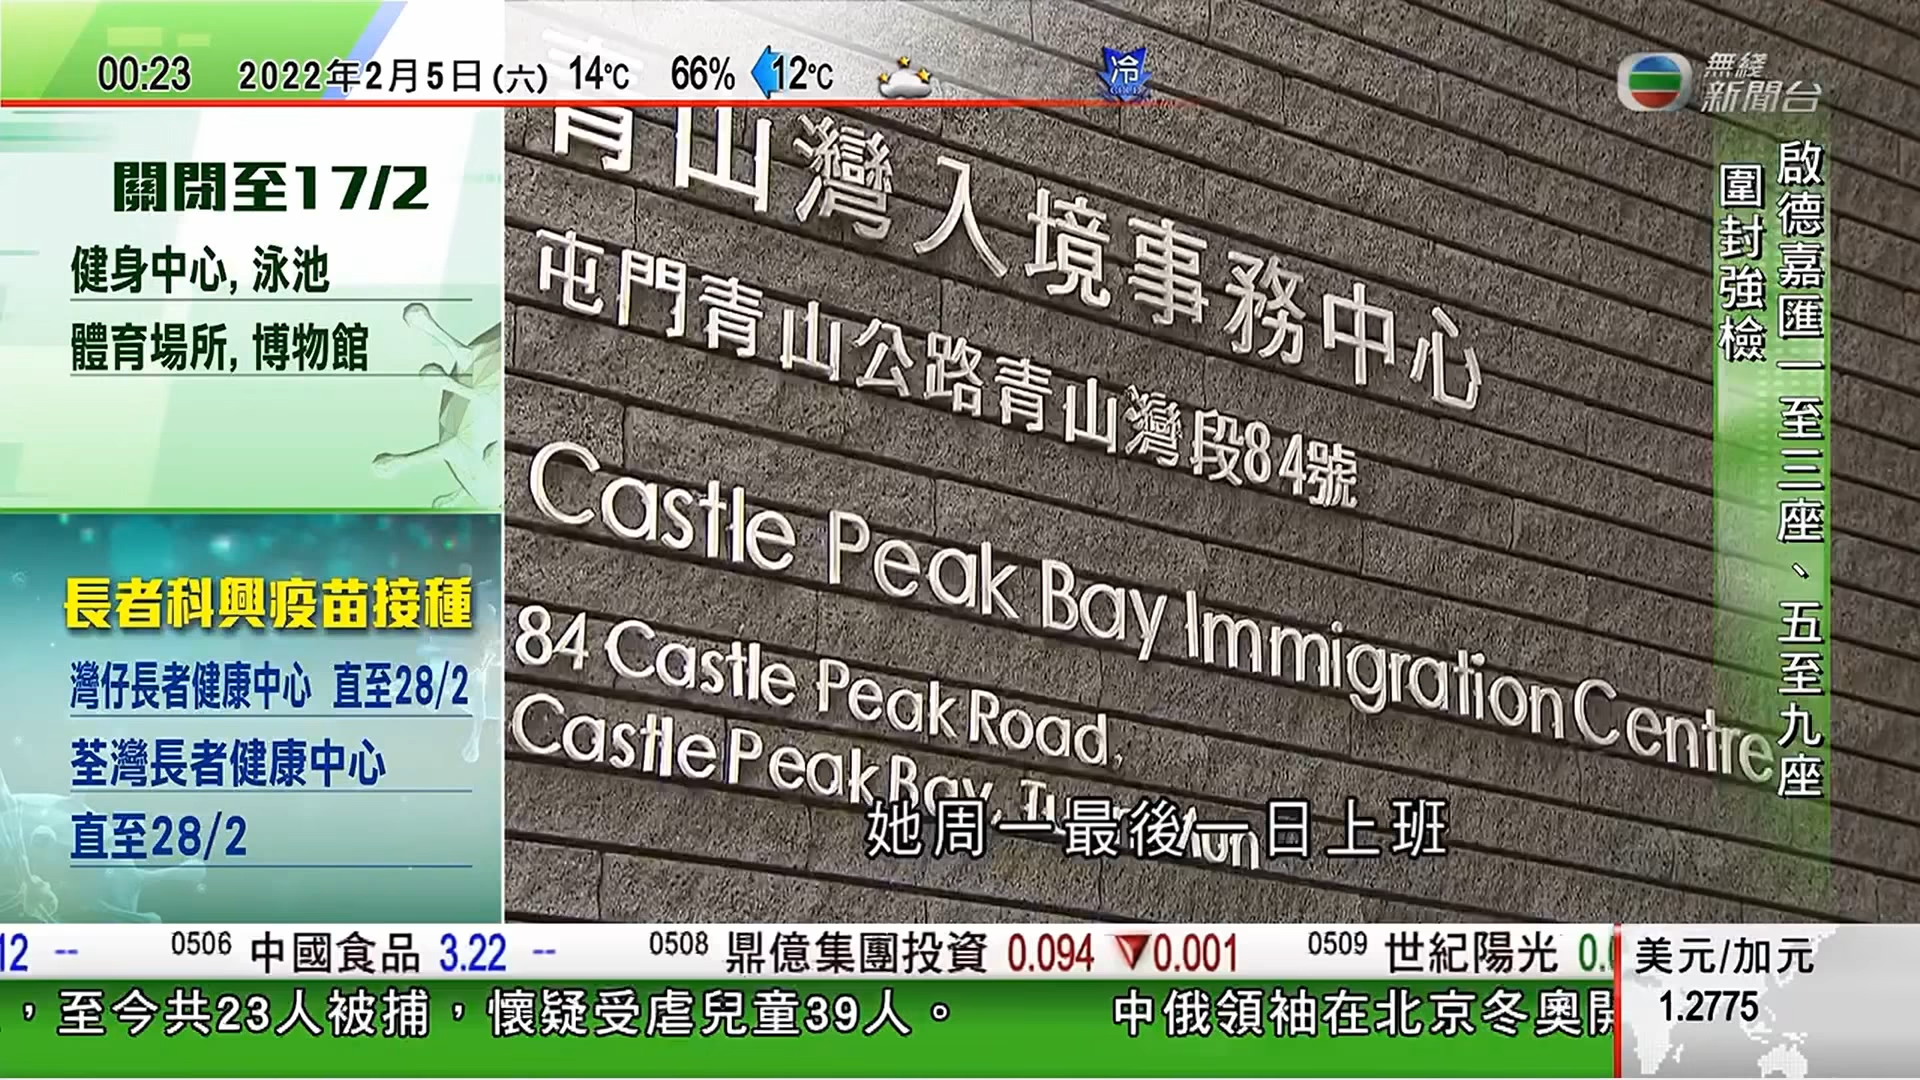 00:23 2022年2月5日(六) 14°C 66% 12°C
冷
COLD
無綫
新聞台
關閉至17/2
健身中心, 泳池
體育場所, 博物館
長者科興疫苗接種
灣仔長者健康中心 直至28/2
荃灣長者健康中心
直至28/2
青山灣入境事務中心
屯門青山公路青山灣段84號
Castle Peak Bay Immigration Centre
84 Castle Peak Road,
Castle Peak Bay, Tuen Mun
啟德嘉匯一至三座、五至九座
圍封強檢
她周一最後一日上班
12 -- 0506 中國食品 3.22 -- 0508 鼎億集團投資 0.094 ▼0.001 0509 世紀陽光 0.0
，至今共23人被捕，懷疑受虐兒童39人。 中俄領袖在北京冬奧開
美元/加元
1.2775